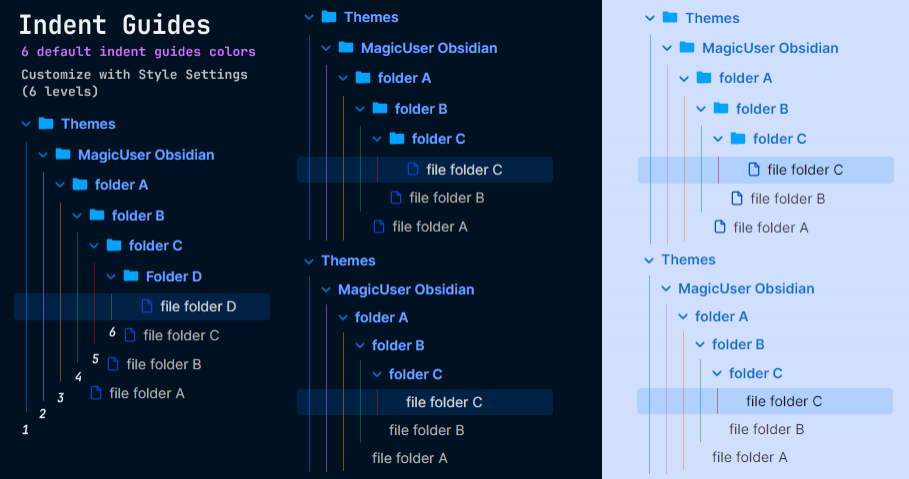 Indent Guides
6 default indent guides colors
Customize with Style Settings
(6 levels)
Themes
MagicUser Obsidian
folder A
folder B
folder C
Folder D
file folder D
file folder C
file folder B
file folder A
6
5
4
3
2
1
Themes
MagicUser Obsidian
folder A
folder B
folder C
file folder C
file folder B
file folder A
Themes
MagicUser Obsidian
folder A
folder B
folder C
file folder C
file folder B
file folder A
Themes
MagicUser Obsidian
folder A
folder B
folder C
file folder C
file folder B
file folder A
Themes
MagicUser Obsidian
folder A
folder B
folder C
file folder C
file folder B
file folder A